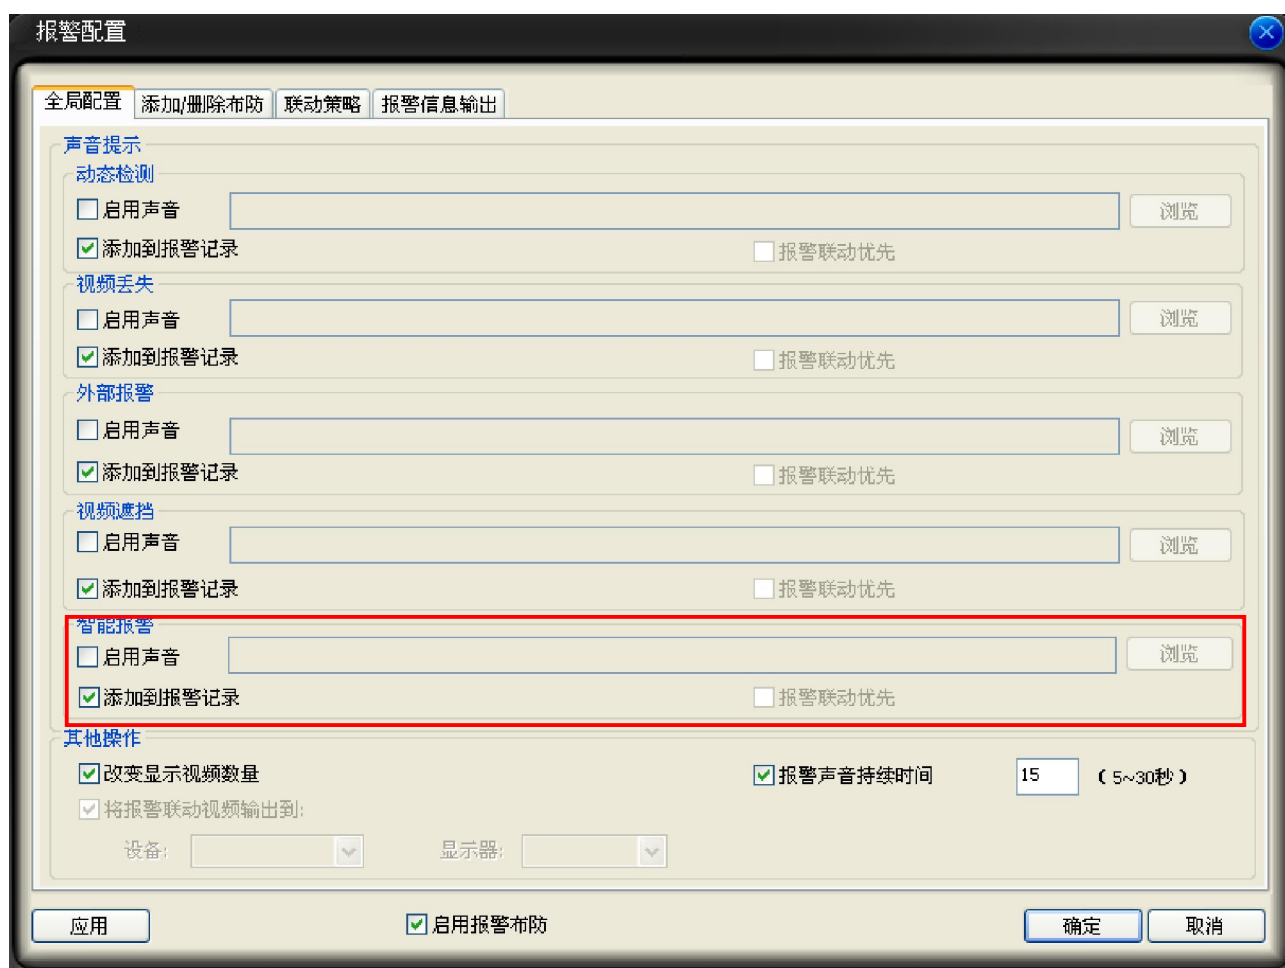 报警配置
全局配置 添加/删除布防 联动策略 报警信息输出
声音提示
动态检测
启用声音 浏览
添加到报警记录 报警联动优先
视频丢失
启用声音 浏览
添加到报警记录 报警联动优先
外部报警
启用声音 浏览
添加到报警记录 报警联动优先
视频遮挡
启用声音 浏览
添加到报警记录 报警联动优先
智能报警
启用声音 浏览
添加到报警记录 报警联动优先
其他操作
改变显示视频数量 报警声音持续时间 15 (5~30秒)
将报警联动视频输出到:
设备: 显示器:
应用 启用报警布防 确定 取消